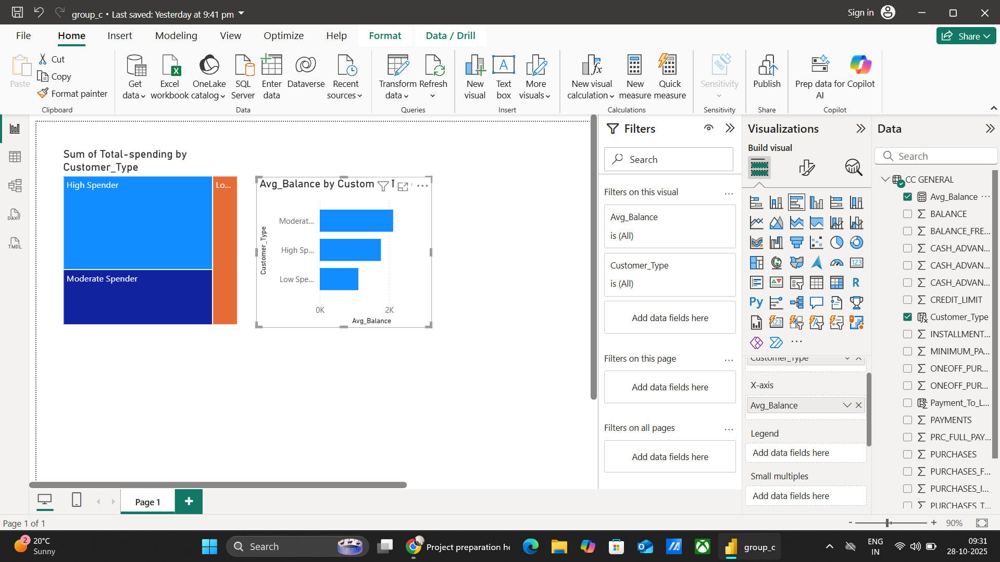 group_c • Last saved: Yesterday at 9:41 pm
Sign in
File
Home
Insert
Modeling
View
Optimize
Help
Format
Data / Drill
Share
Paste
Cut
Copy
Format painter
Clipboard
Get data
Excel workbook
OneLake catalog
SQL Server
Enter data
Dataverse
Recent sources
Data
Transform data
Refresh
Queries
New visual
Text box
More visuals
Insert
New visual calculation
New measure
Quick measure
Calculations
Sensitivity
Sensitivity
Publish
Share
Prep data for AI
Copilot
Copilot
DAX
TMDL
Sum of Total-spending by
Customer_Type
High Spender
Lo...
Moderate Spender
Avg_Balance by Custom
Customer_Type
Moderat...
High Sp...
Low Spe...
0K
2K
Avg_Balance
Filters
Search
Filters on this visual
Avg_Balance
is (All)
Customer_Type
is (All)
Add data fields here
Filters on this page
Add data fields here
Filters on all pages
Add data fields here
Visualizations
Build visual
123
R
Py
123
Customer_Type
X-axis
Avg_Balance
Legend
Add data fields here
Small multiples
Add data fields here
Data
Search
CC GENERAL
Avg_Balance
BALANCE
BALANCE_FRE...
CASH_ADVAN...
CASH_ADVAN...
CASH_ADVAN...
CREDIT_LIMIT
Customer_Type
INSTALLMENT...
MINIMUM_PA...
ONEOFF_PUR...
ONEOFF_PUR...
Payment_To_L...
PAYMENTS
PRC_FULL_PAY...
PURCHASES
PURCHASES_F...
PURCHASES_I...
PURCHASES_T...
Page 1
Page 1 of 1
90%
2
20°C
Sunny
Search
Project preparation he
group_c
ENG
IN
09:31
28-10-2025